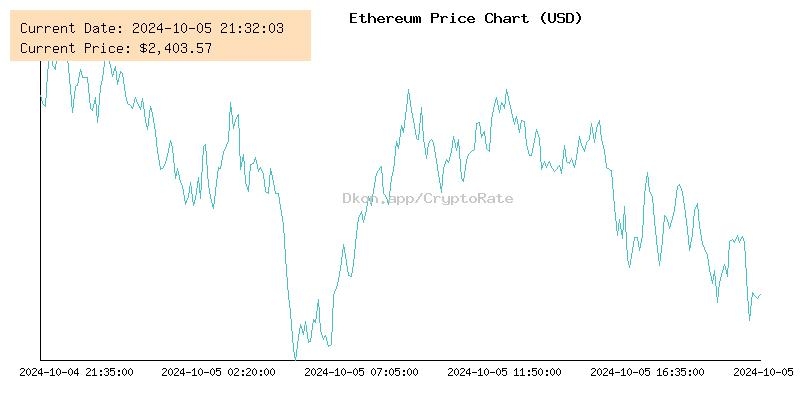 Ethereum Price Chart (USD)
Current Date: 2024-10-05 21:32:03
Current Price: $2,403.57
Dkon.app/CryptoRate
2024-10-04 21:35:00 2024-10-05 02:20:00 2024-10-05 07:05:00 2024-10-05 11:50:00 2024-10-05 16:35:00 2024-10-05